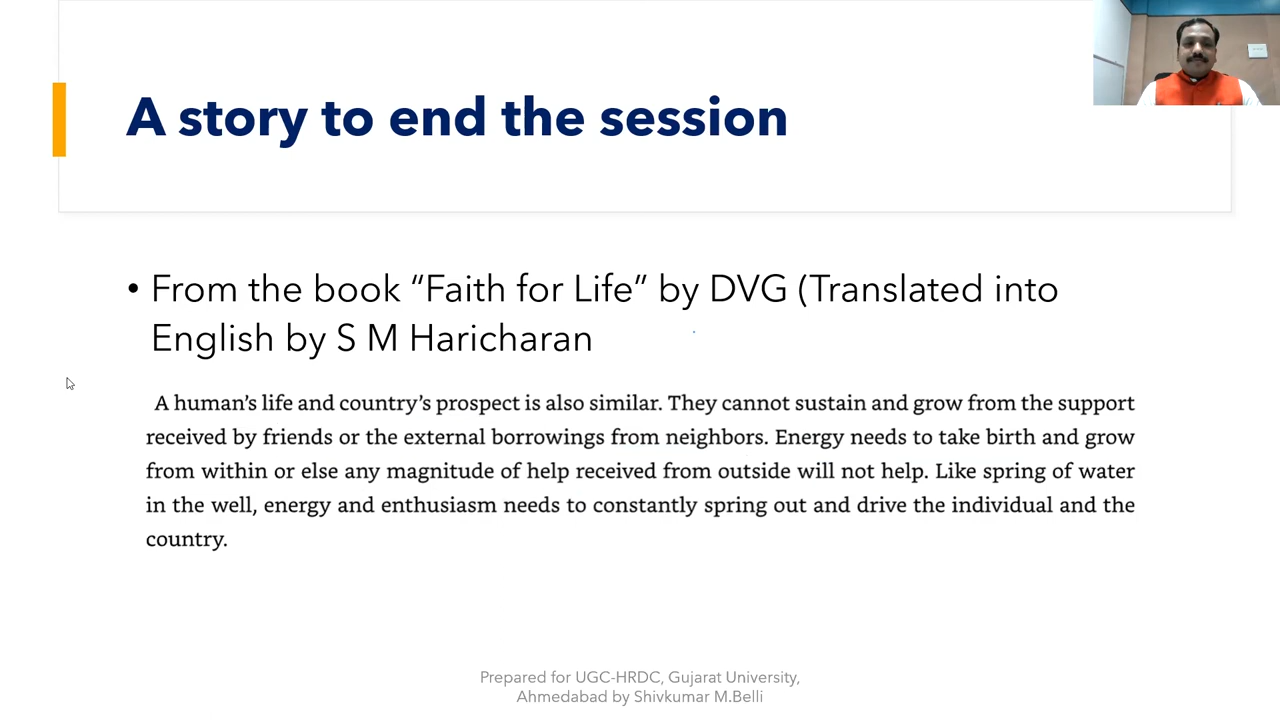 A story to end the session
• From the book “Faith for Life” by DVG (Translated into
English by S M Haricharan
A human’s life and country’s prospect is also similar. They cannot sustain and grow from the support
received by friends or the external borrowings from neighbors. Energy needs to take birth and grow
from within or else any magnitude of help received from outside will not help. Like spring of water
in the well, energy and enthusiasm needs to constantly spring out and drive the individual and the
country.
Prepared for UGC-HRDC, Gujarat University,
Ahmedabad by Shivkumar M.Belli